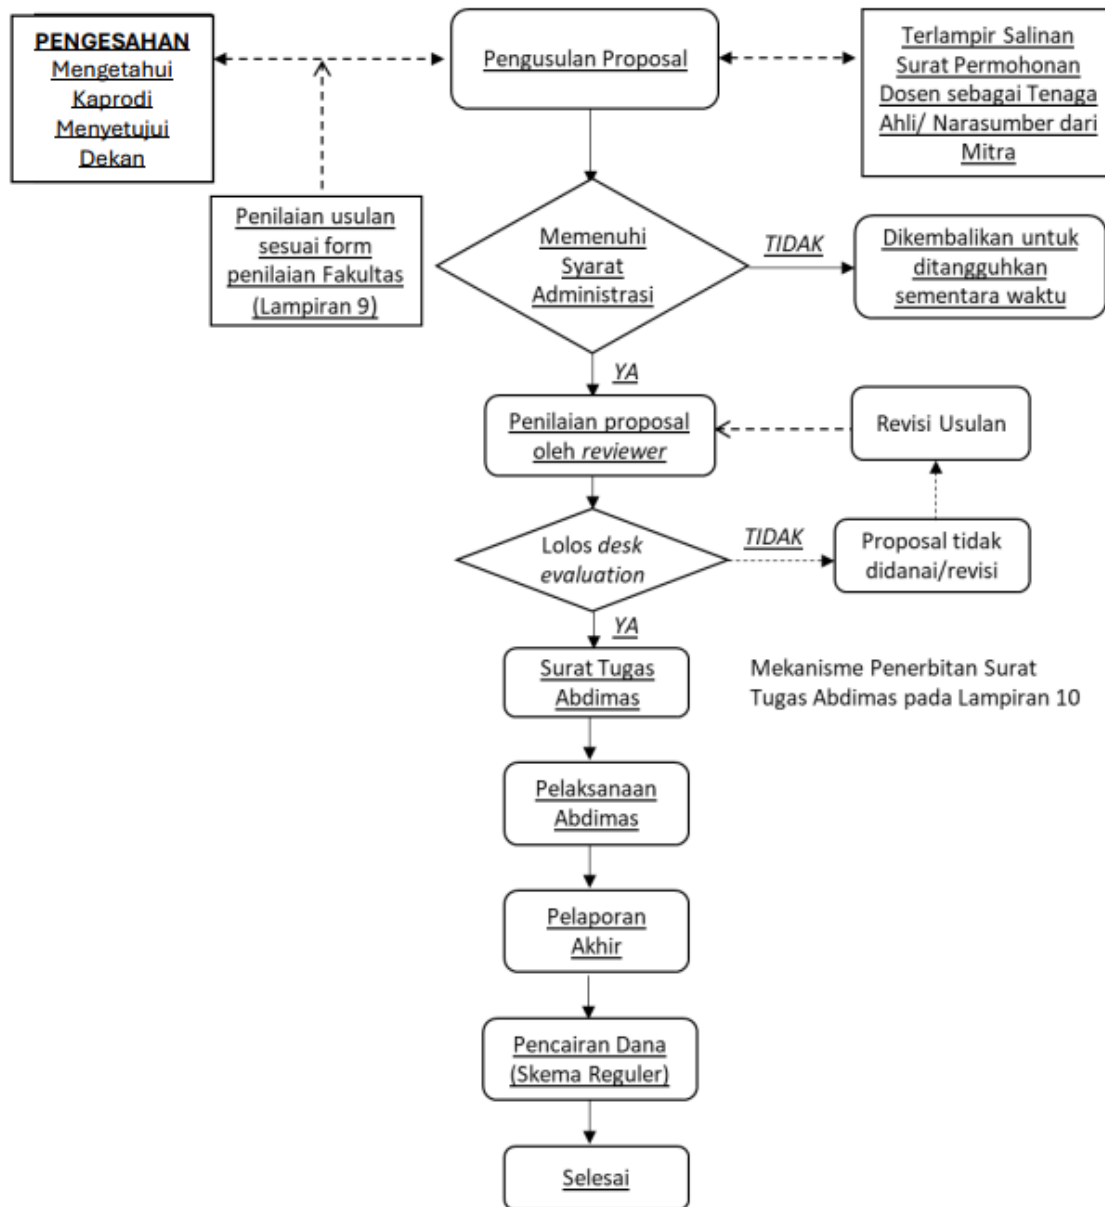 PENGESAHAN
Mengetahui
Kaprodi
Menyetujui
Dekan
Pengusulan Proposal
Terlampir Salinan
Surat Permohonan
Dosen sebagai Tenaga
Ahli/ Narasumber dari
Mitra
Penilaian usulan
sesuai form
penilaian Fakultas
(Lampiran 9)
Memenuhi
Syarat
Administrasi
TIDAK
Dikembalikan untuk
ditangguhkan
sementara waktu
YA
Penilaian proposal
oleh reviewer
Revisi Usulan
Lolos desk
evaluation
TIDAK
Proposal tidak
didanai/revisi
YA
Surat Tugas
Abdimas
Mekanisme Penerbitan Surat
Tugas Abdimas pada Lampiran 10
Pelaksanaan
Abdimas
Pelaporan
Akhir
Pencairan Dana
(Skema Reguler)
Selesai